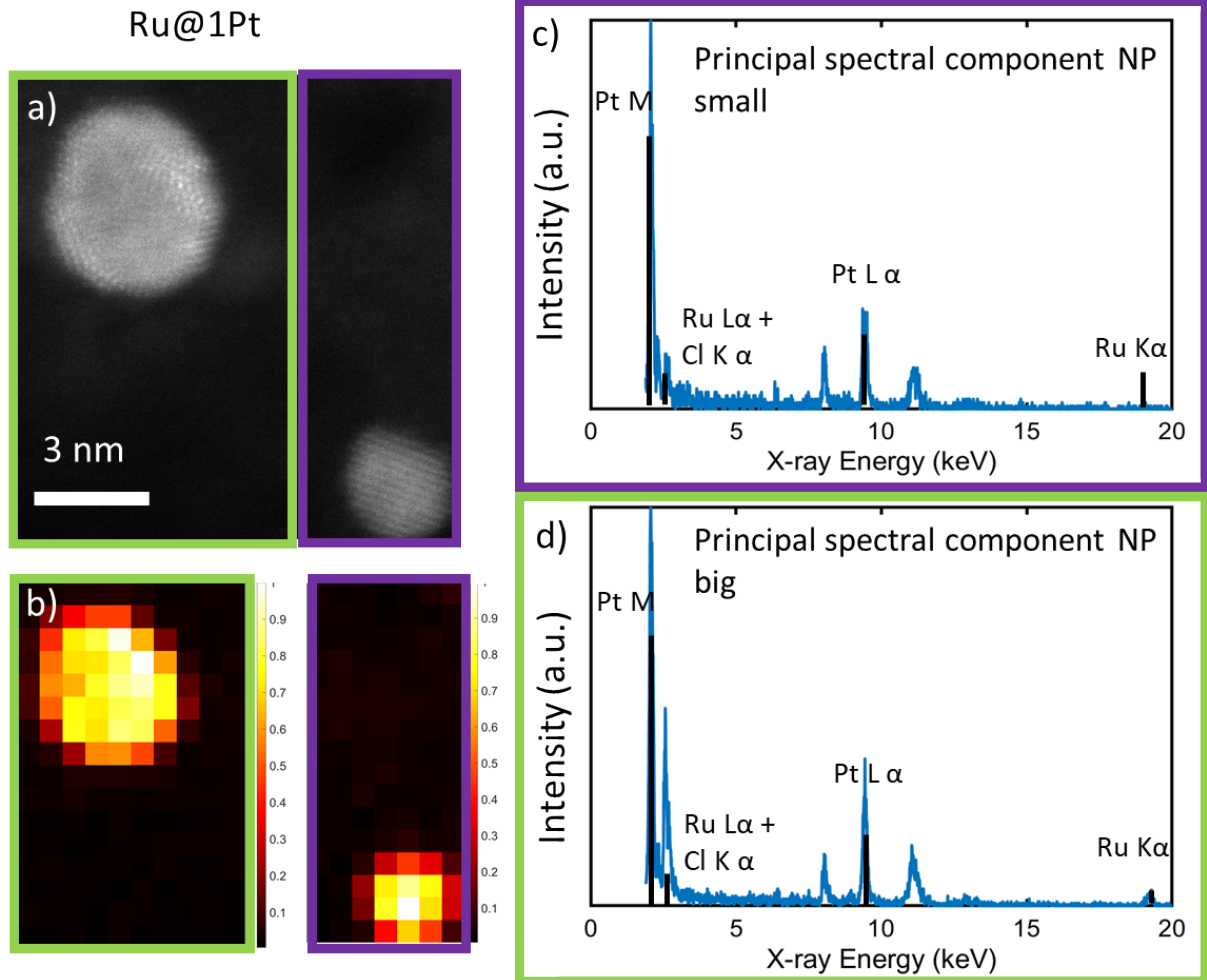 Ru@1Pt
a)
3 nm
b)
0.9
0.8
0.7
0.6
0.5
0.4
0.3
0.2
0.1
0.9
0.8
0.7
0.6
0.5
0.4
0.3
0.2
0.1
c)
Principal spectral component NP
small
Pt M
Ru Lα +
Cl K α
Pt L α
Ru Kα
Intensity (a.u.)
0 5 10 15 20
X-ray Energy (keV)
d)
Principal spectral component NP
big
Pt M
Ru Lα +
Cl K α
Pt L α
Ru Kα
Intensity (a.u.)
0 5 10 15 20
X-ray Energy (keV)